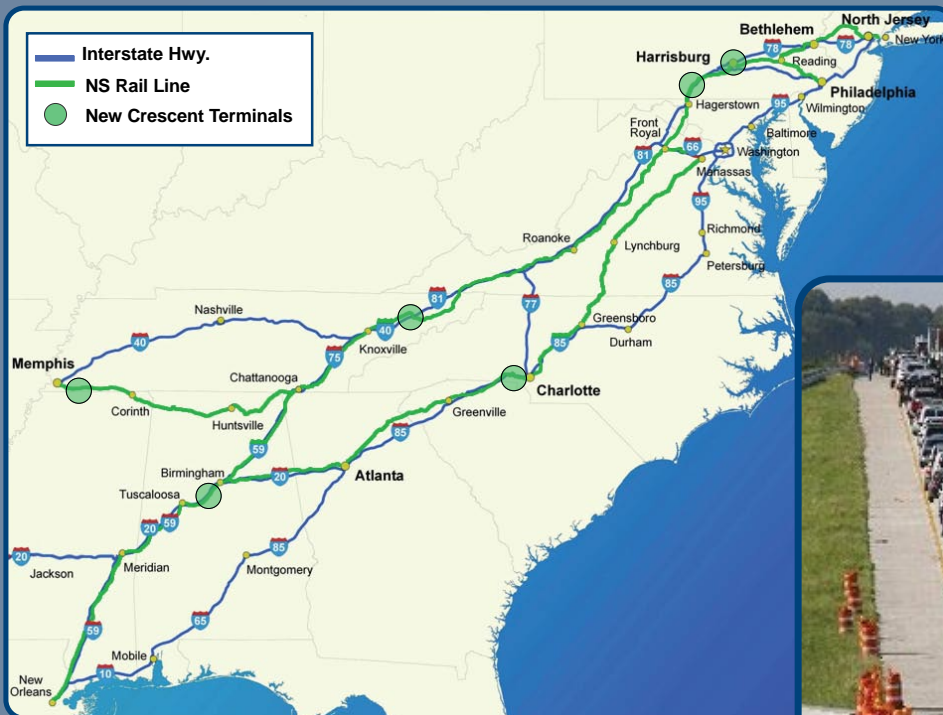 Interstate Hwy.
NS Rail Line
New Crescent Terminals
North Jersey
Bethlehem
New York
78
78
Harrisburg
Reading
Philadelphia
95
Wilmington
Hagerstown
Front
Royal
Baltimore
66
Washington
81
Manassas
95
Richmond
Roanoke
Lynchburg
Petersburg
81
85
77
Nashville
Greensboro
40
40
85
Durham
Knoxville
75
Memphis
Chattanooga
Charlotte
Corinth
Greenville
Huntsville
85
59
Birmingham
20
Atlanta
Tuscaloosa
59
20
85
20
Meridian
Montgomery
Jackson
65
59
Mobile
10
New
Orleans